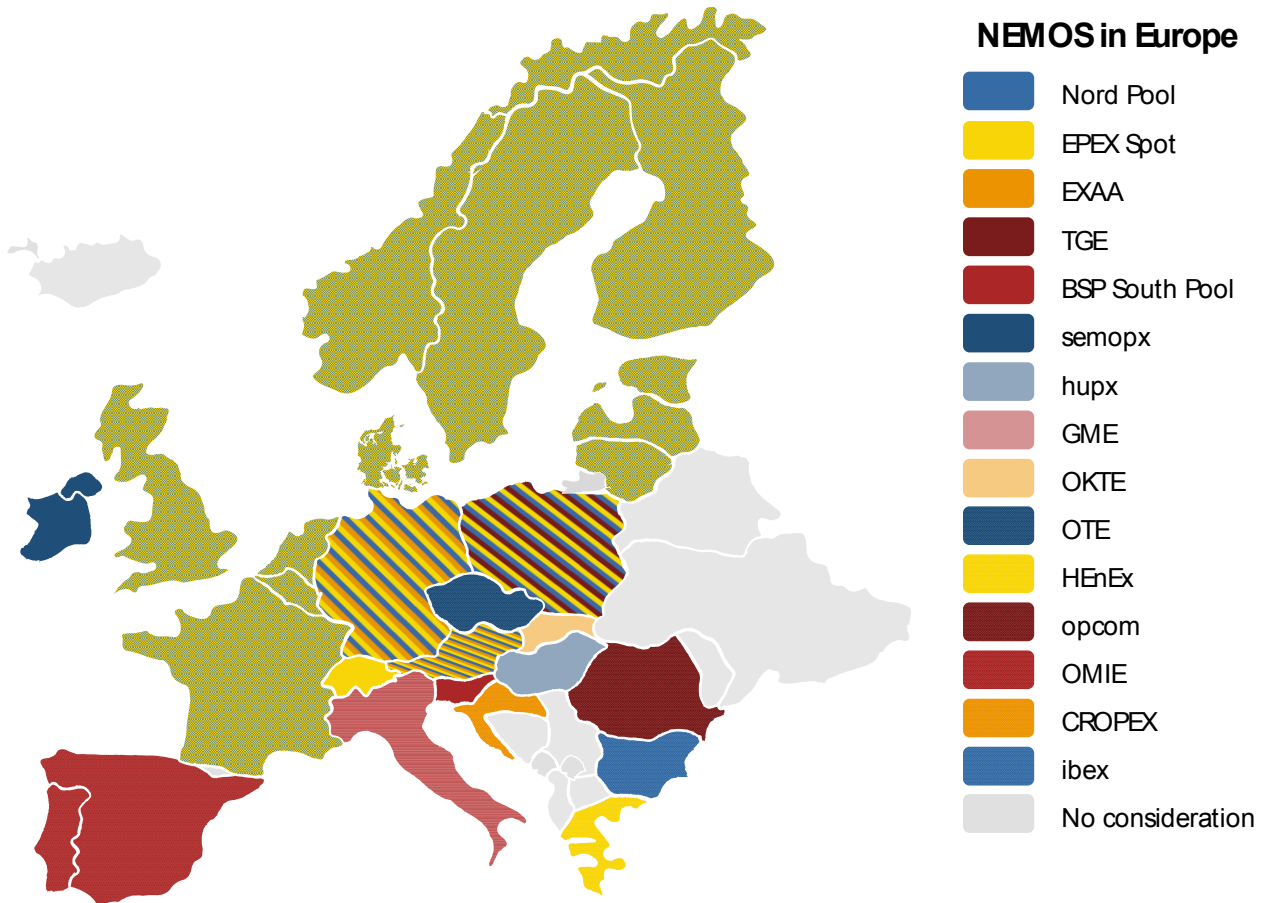 NEMOS in Europe
Nord Pool
EPEX Spot
EXAA
TGE
BSP South Pool
semopx
hupx
GME
OKTE
OTE
HEnEx
opcom
OMIE
CROPEX
ibex
No consideration